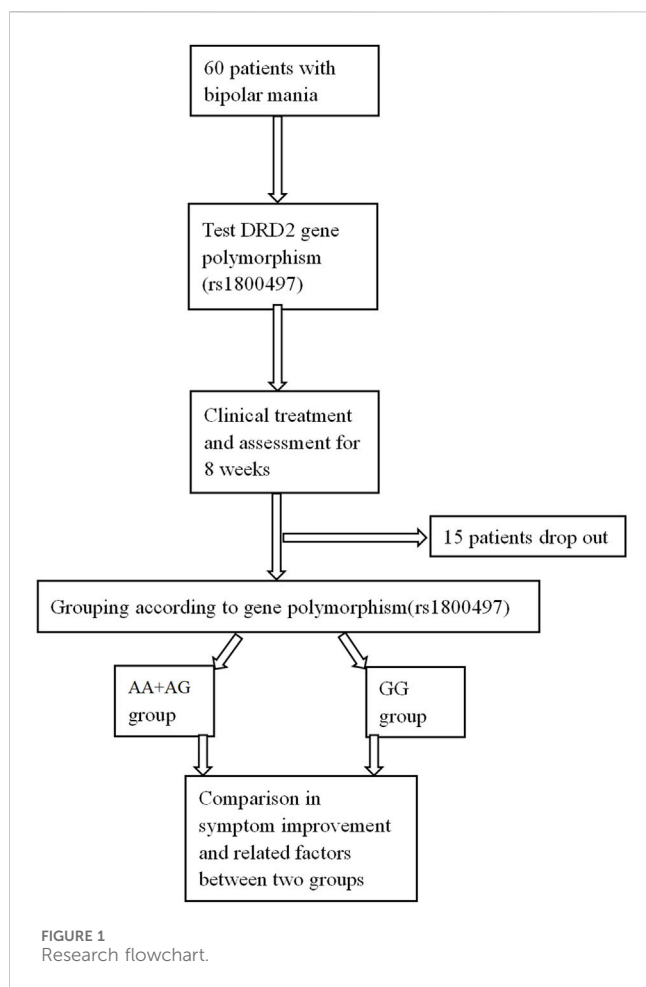 60 patients with
bipolar mania
Test DRD2 gene
polymorphism
(rs1800497)
Clinical treatment
and assessment for
8 weeks
15 patients drop out
Grouping according to gene polymorphism(rs1800497)
AA+AG
group
GG
group
Comparison in
symptom improvement
and related factors
between two groups
FIGURE 1
Research flowchart.